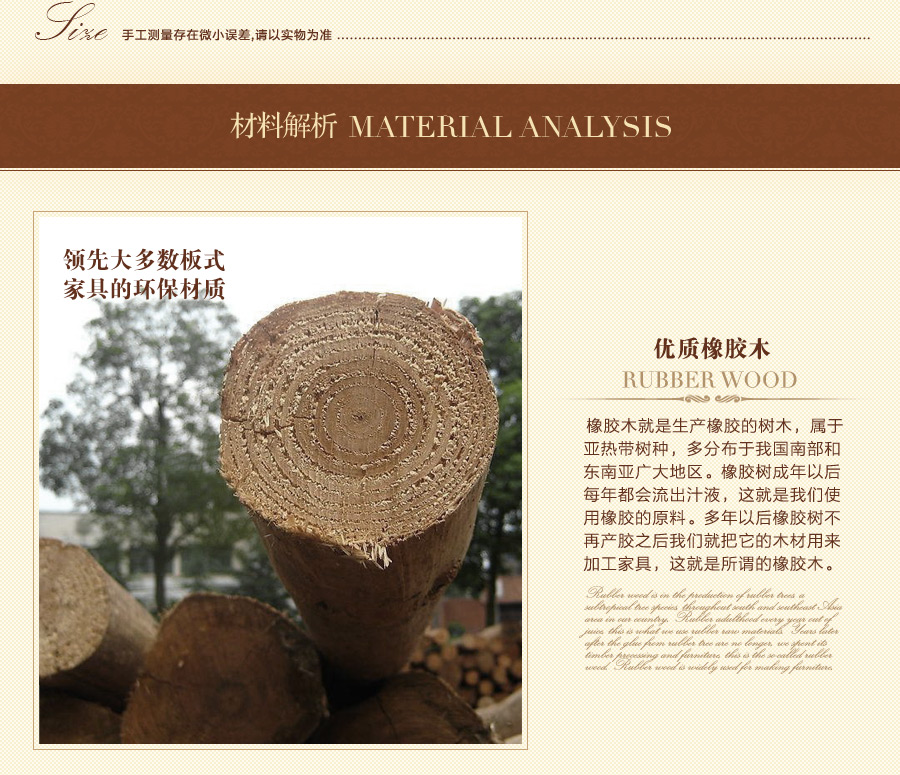 Size 手工测量存在微小误差,请以实物为准
材料解析 MATERIAL ANALYSIS
领先大多数板式
家具的环保材质
优质橡胶木
RUBBER WOOD
橡胶木就是生产橡胶的树木，属于
亚热带树种，多分布于我国南部和
东南亚广大地区。橡胶树成年以后
每年都会流出汁液，这就是我们使
用橡胶的原料。多年以后橡胶树不
再产胶之后我们就把它的木材用来
加工家具，这就是所谓的橡胶木。
Rubber wood is in the production of rubber trees, a
subtropical tree species, throughout south and southeast Asia
area in our country. Rubber adulthood every year out of
juice, this is what we use rubber raw materials. Years later
after the glue from rubber tree are no longer, we spent its
timber processing and furniture, this is the so-called rubber
wood. Rubber wood is widely used for making furniture.